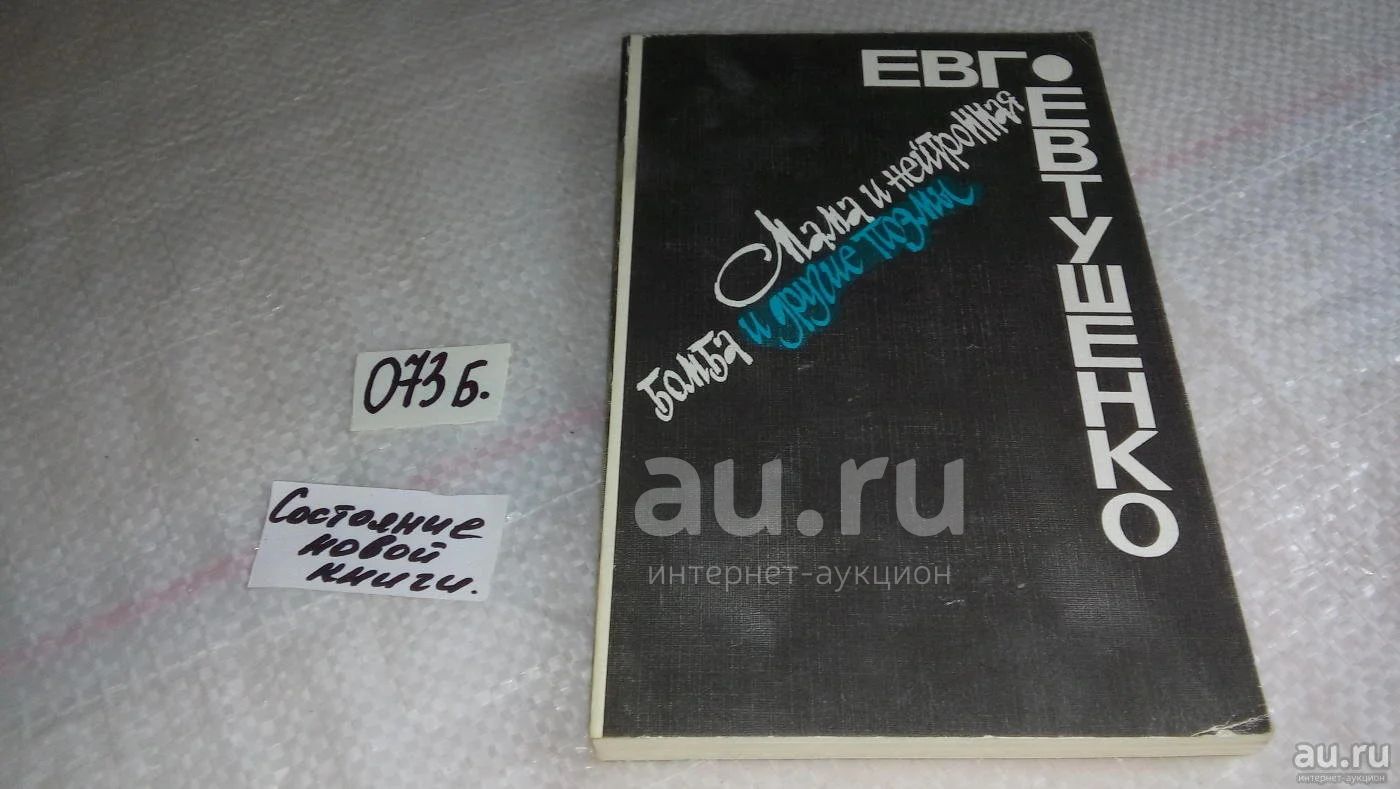 ЕВГ•
ЕВТУШЕНКО
Мама и нейтронная
бомба
и другие поэмы
073 Б.
Состояние
новой
книги.
au.ru
интернет-аукцион
au.ru
интернет-аукцион